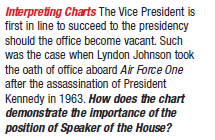 Interpreting Charts The Vice President is
first in line to succeed to the presidency
should the office become vacant. Such
was the case when Lyndon Johnson took
the oath of office aboard Air Force One
after the assassination of President
Kennedy in 1963. How does the chart
demonstrate the importance of the
position of Speaker of the House?